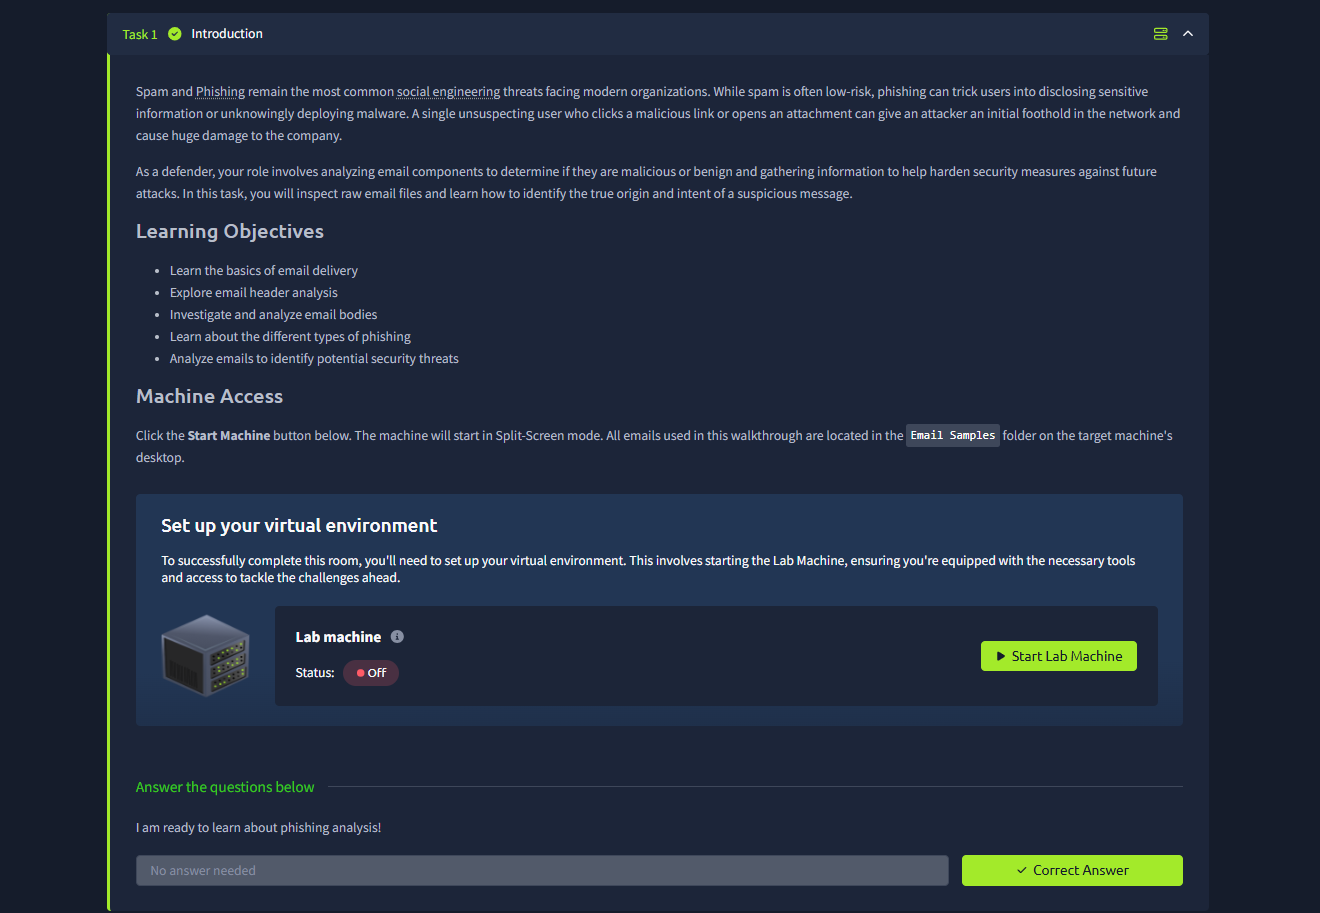 Task 1 Introduction
Spam and Phishing remain the most common social engineering threats facing modern organizations. While spam is often low-risk, phishing can trick users into disclosing sensitive
information or unknowingly deploying malware. A single unsuspecting user who clicks a malicious link or opens an attachment can give an attacker an initial foothold in the network and
cause huge damage to the company.
As a defender, your role involves analyzing email components to determine if they are malicious or benign and gathering information to help harden security measures against future
attacks. In this task, you will inspect raw email files and learn how to identify the true origin and intent of a suspicious message.
Learning Objectives
• Learn the basics of email delivery
• Explore email header analysis
• Investigate and analyze email bodies
• Learn about the different types of phishing
• Analyze emails to identify potential security threats
Machine Access
Click the Start Machine button below. The machine will start in Split-Screen mode. All emails used in this walkthrough are located in the Email Samples folder on the target machine's
desktop.
Set up your virtual environment
To successfully complete this room, you'll need to set up your virtual environment. This involves starting the Lab Machine, ensuring you're equipped with the necessary tools
and access to tackle the challenges ahead.
Lab machine
Status: Off
Start Lab Machine
Answer the questions below
I am ready to learn about phishing analysis!
No answer needed
Correct Answer